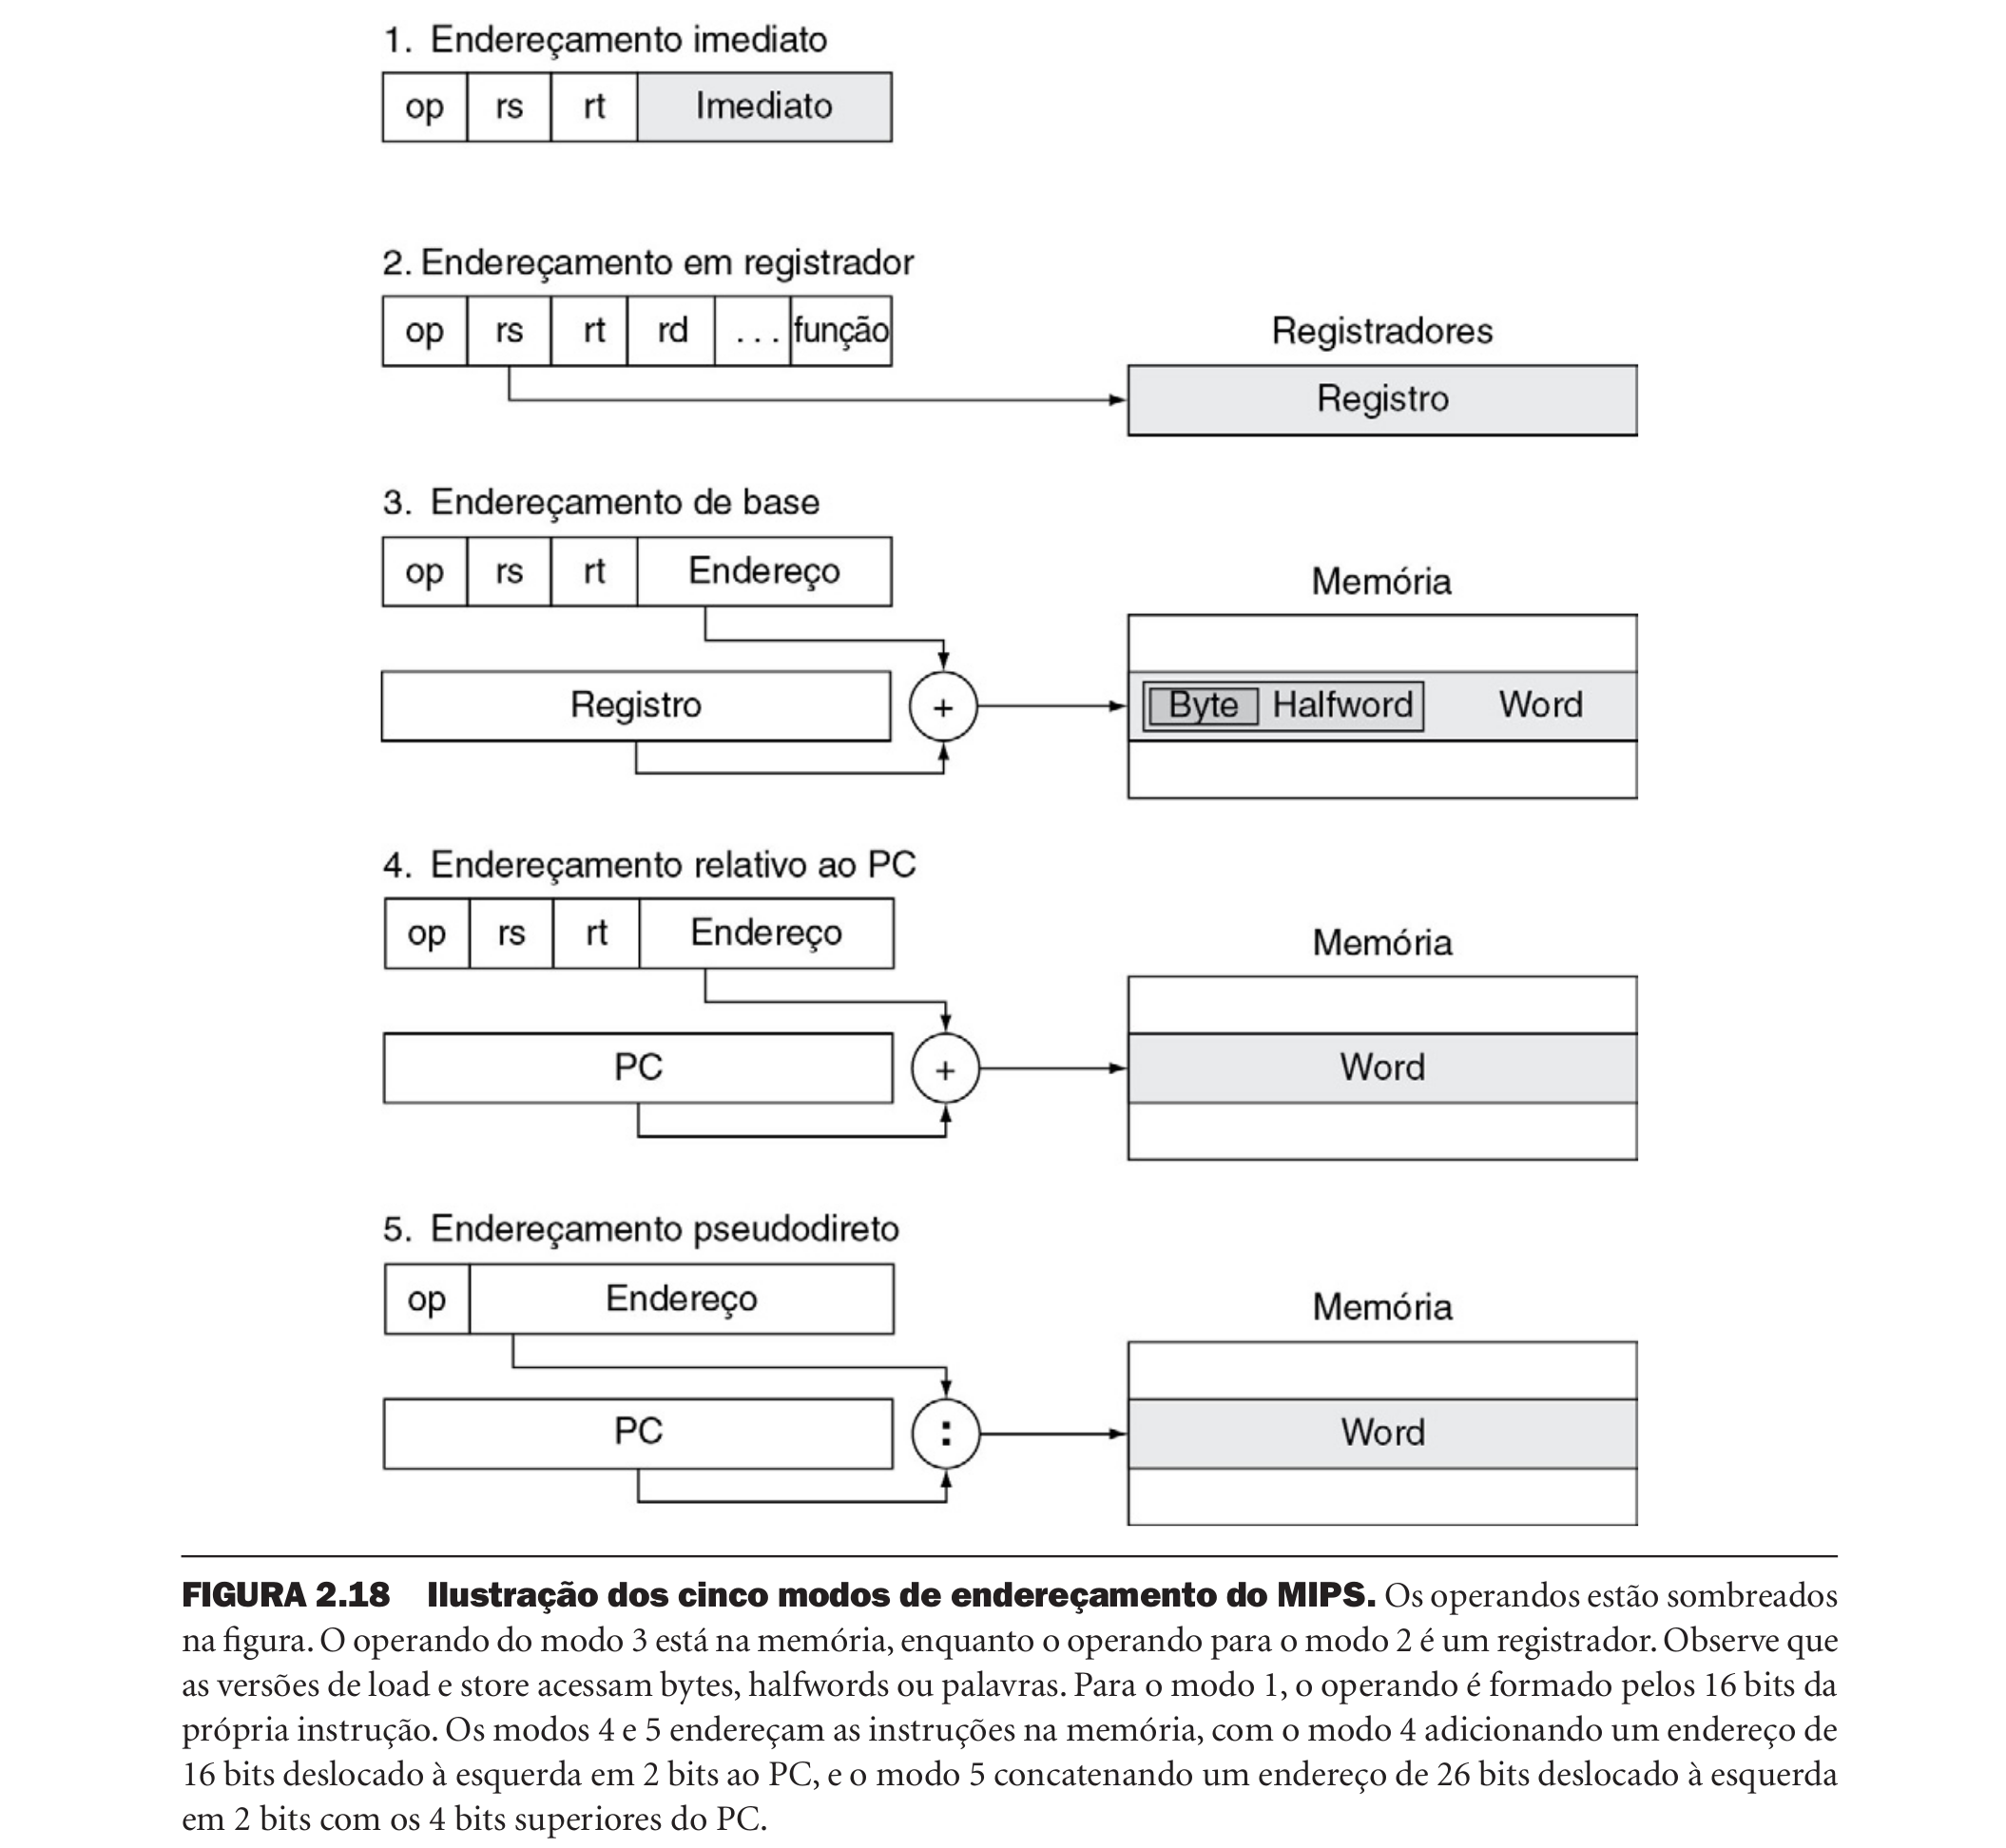 1. Endereçamento imediato
op rs rt Imediato
2. Endereçamento em registrador
op rs rt rd ... função
Registradores
Registro
3. Endereçamento de base
op rs rt Endereço
Memória
Registro + Byte Halfword Word
4. Endereçamento relativo ao PC
op rs rt Endereço
Memória
PC + Word
5. Endereçamento pseudodireto
op Endereço
Memória
PC : Word
FIGURA 2.18 Ilustração dos cinco modos de endereçamento do MIPS. Os operandos estão sombreados
na figura. O operando do modo 3 está na memória, enquanto o operando para o modo 2 é um registrador. Observe que
as versões de load e store acessam bytes, halfwords ou palavras. Para o modo 1, o operando é formado pelos 16 bits da
própria instrução. Os modos 4 e 5 endereçam as instruções na memória, com o modo 4 adicionando um endereço de
16 bits deslocado à esquerda em 2 bits ao PC, e o modo 5 concatenando um endereço de 26 bits deslocado à esquerda
em 2 bits com os 4 bits superiores do PC.